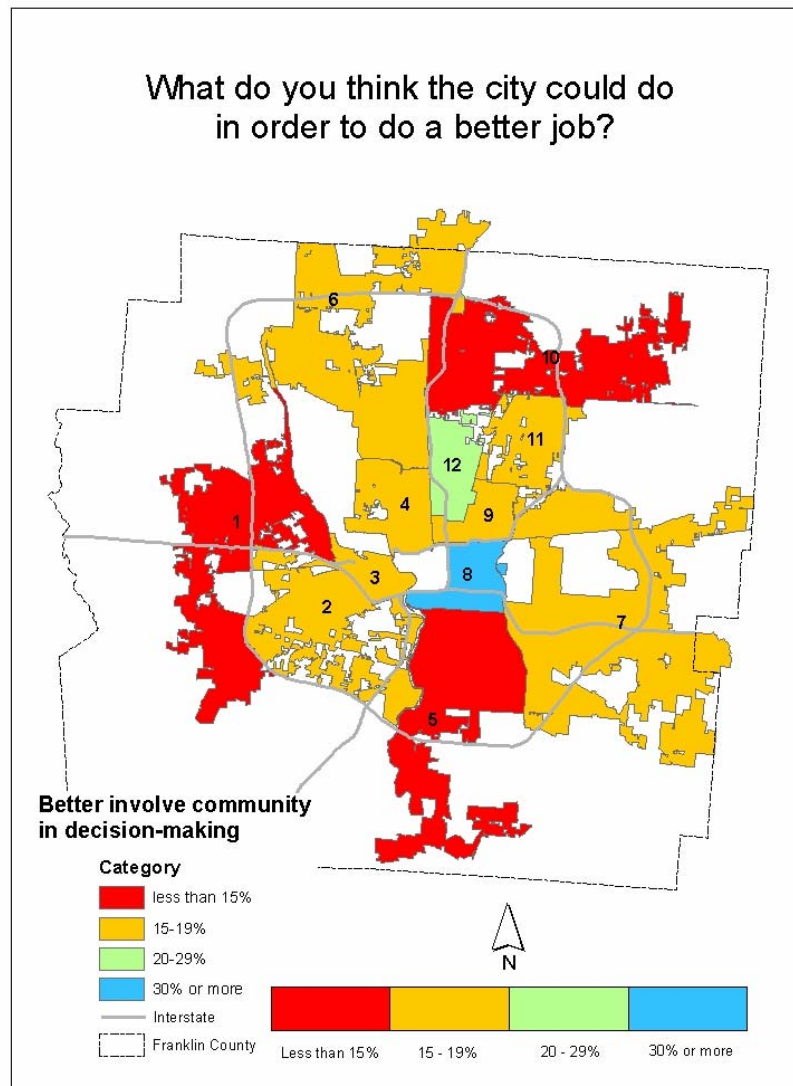 What do you think the city could do
in order to do a better job?
6
10
11
12
4
9
1
3
8
2
7
5
Better involve community
in decision-making
Category
less than 15%
15-19%
20-29%
30% or more
Interstate
Franklin County
N
Less than 15%
15 - 19%
20 - 29%
30% or more